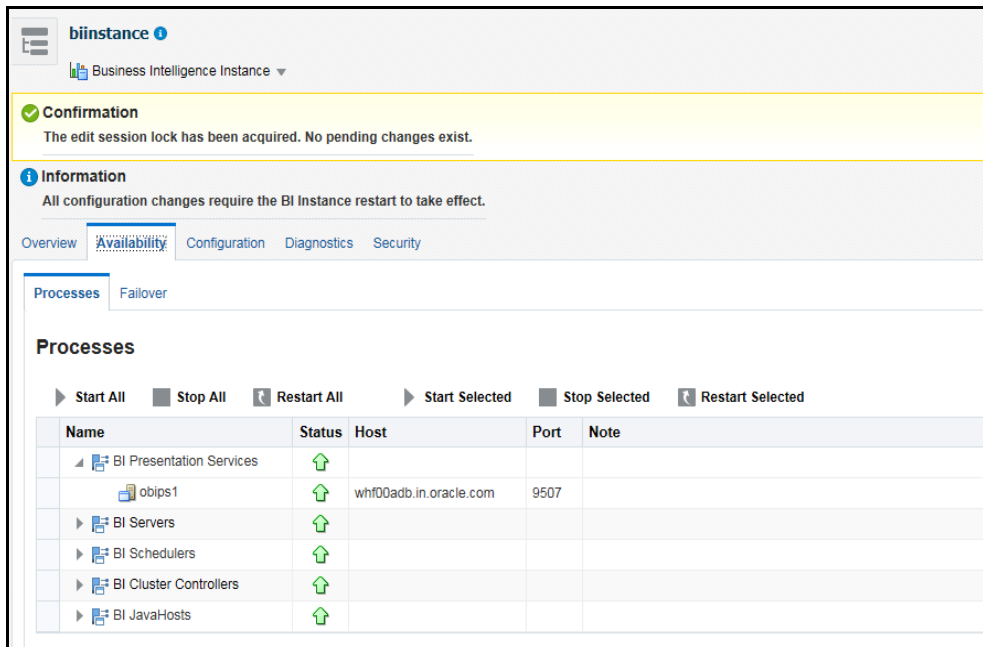 biinstance
Business Intelligence Instance
Confirmation
The edit session lock has been acquired. No pending changes exist.
Information
All configuration changes require the BI Instance restart to take effect.
Overview Availability Configuration Diagnostics Security
Processes Failover
Processes
Start All Stop All Restart All Start Selected Stop Selected Restart Selected
Name Status Host Port Note
BI Presentation Services
obips1 whf00adb.in.oracle.com 9507
BI Servers
BI Schedulers
BI Cluster Controllers
BI JavaHosts